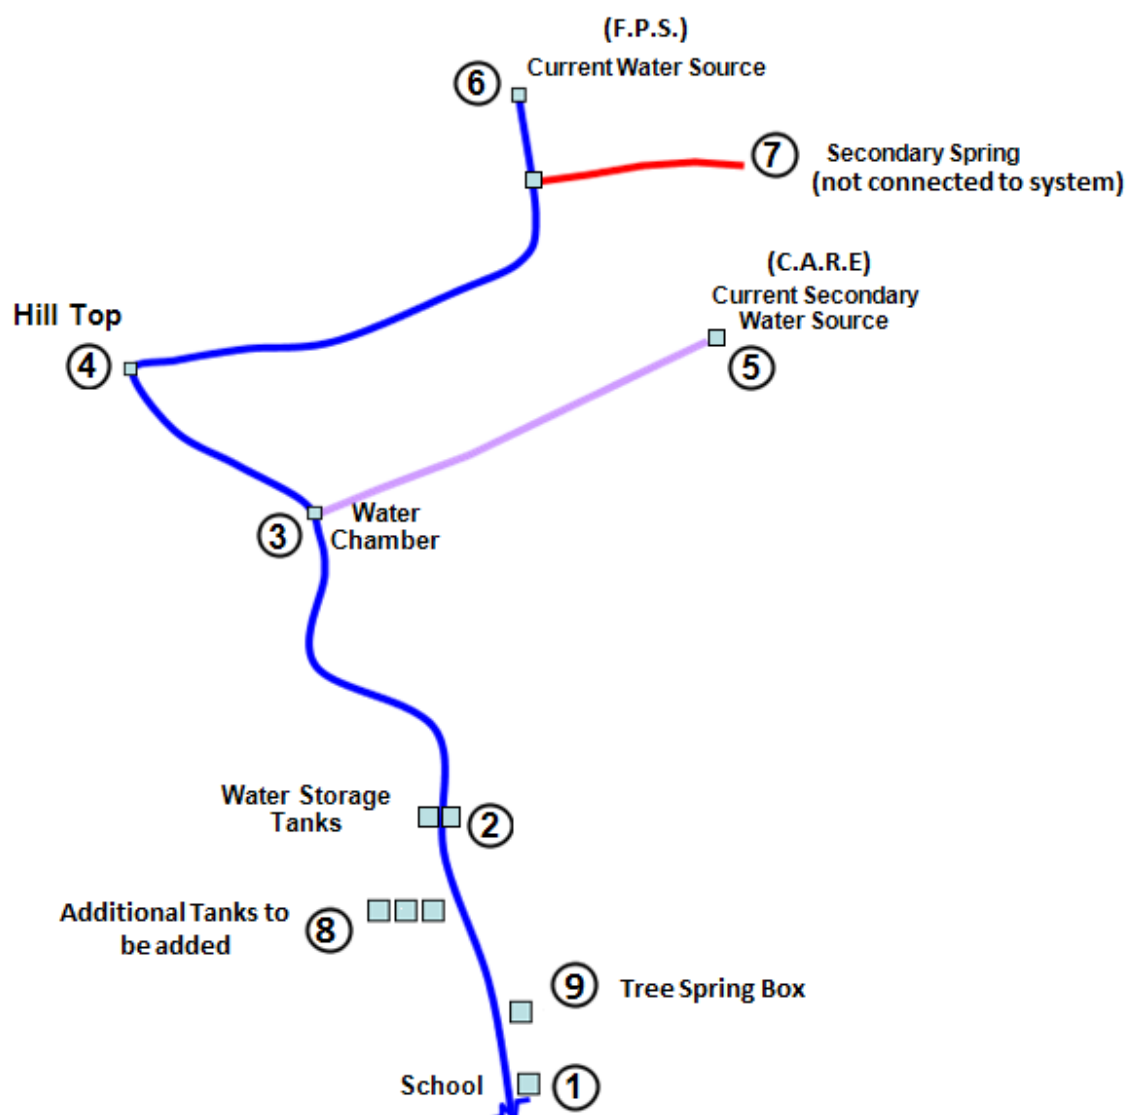 (F.P.S.)
Current Water Source
6
7
Secondary Spring
(not connected to system)
(C.A.R.E)
Current Secondary
Water Source
5
Hill Top
4
Water
Chamber
3
Water Storage
Tanks
2
Additional Tanks to
be added
8
9
Tree Spring Box
School
1